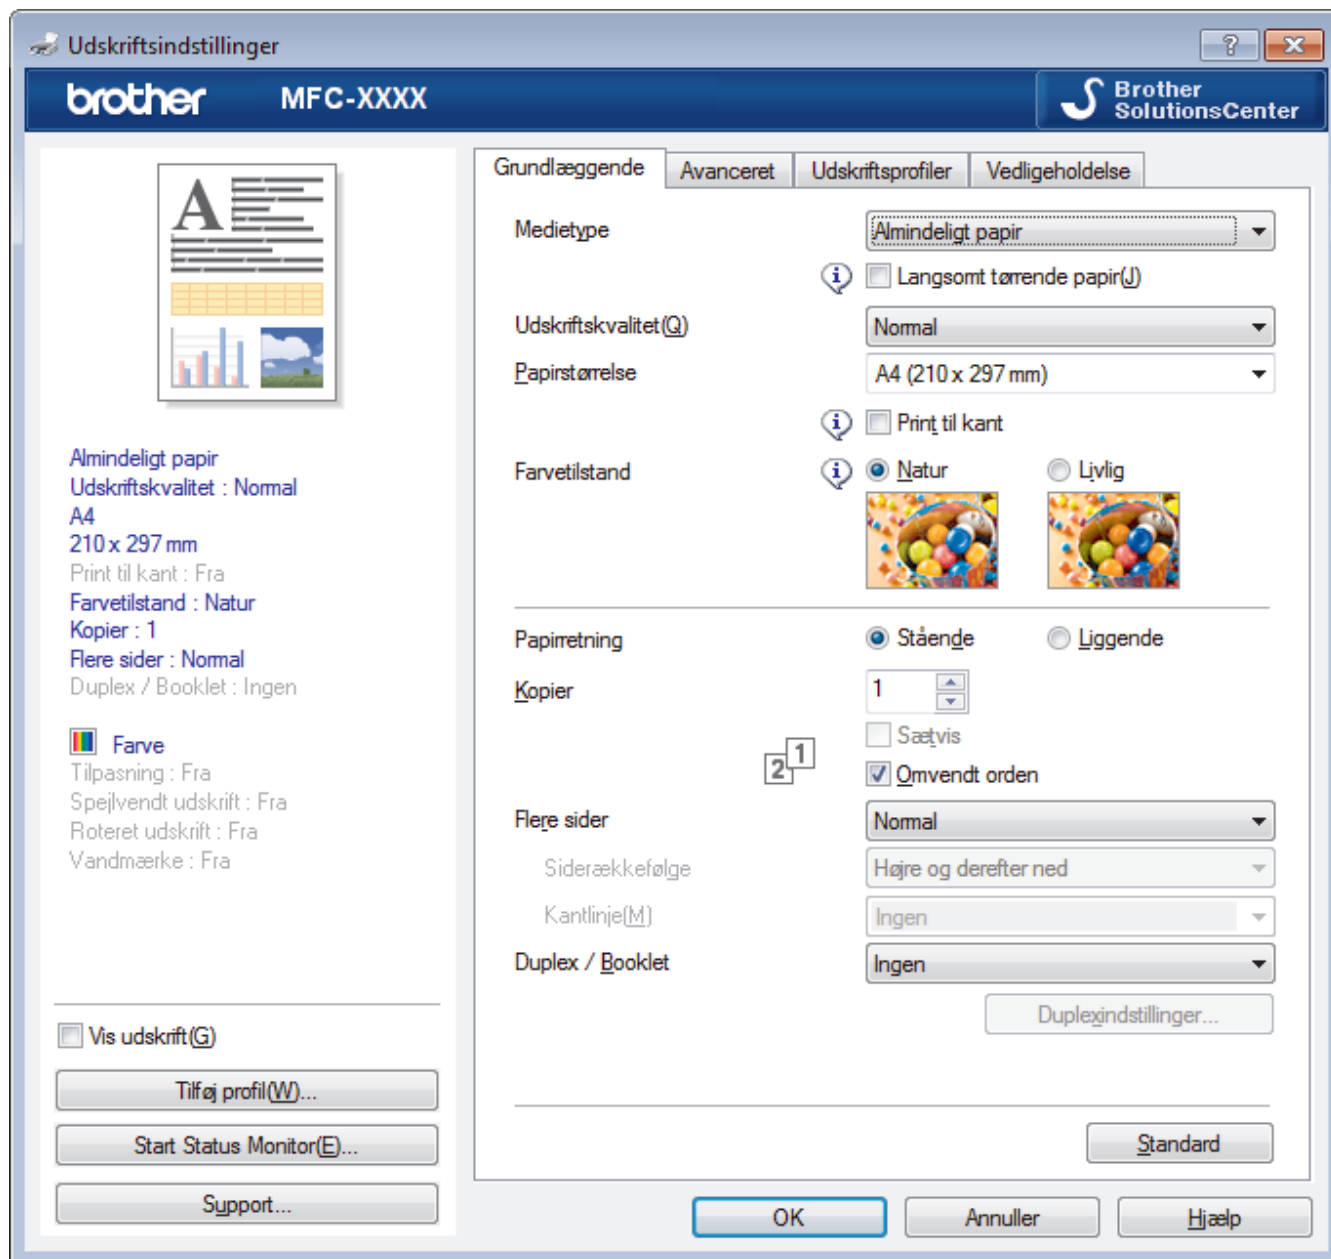 Udskriftsindstillinger
?
brother MFC-XXXX
Brother
SolutionsCenter
A
Almindeligt papir
Udskriftskvalitet : Normal
A4
210 x 297 mm
Print til kant : Fra
Farvetilstand : Natur
Kopier : 1
Flere sider : Normal
Duplex / Booklet : Ingen
Farve
Tilpasning : Fra
Spejlvendt udskrift : Fra
Roteret udskrift : Fra
Vandmærke : Fra
Vis udskrift(G)
Tilføj profil(W)...
Start Status Monitor(E)...
Support...
Grundlæggende Avanceret Udskriftsprofiler Vedligeholdelse
Medietype Almindeligt papir
i Langsomt tørrende papir(J)
Udskriftskvalitet(Q) Normal
Papirstørrelse A4 (210 x 297 mm)
i Print til kant
Farvetilstand i Natur Livlig
Papirretning Stående Liggende
Kopier 1
Sætvis
2 1 Omvendt orden
Flere sider Normal
Siderækkefølge Højre og derefter ned
Kantlinje(M) Ingen
Duplex / Booklet Ingen
Duplexindstillinger...
Standard
OK Annuller Hjælp